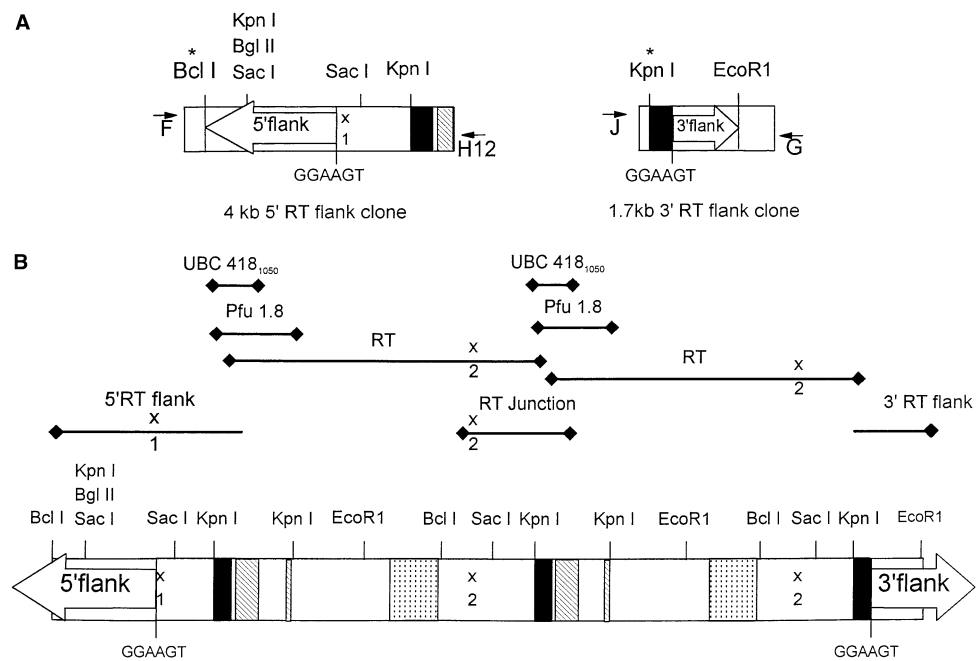 A
Kpn I
Bgl II
* Bcl I Sac I Sac I Kpn I
* Kpn I EcoR1
F 5'flank x 1 H12
J 3'flank G
GGAAGT GGAAGT
4 kb 5' RT flank clone 1.7kb 3' RT flank clone
B
UBC 418 1050 UBC 418 1050
Pfu 1.8 Pfu 1.8
RT x 2 RT x 2
5'RT flank x 1 RT Junction x 2 3' RT flank
Kpn I
Bgl II
Bcl I Sac I Sac I Kpn I Kpn I EcoR1 Bcl I Sac I Kpn I Kpn I EcoR1 Bcl I Sac I Kpn I EcoR1
5'flank x 1 x 2 x 2 3'flank
GGAAGT GGAAGT